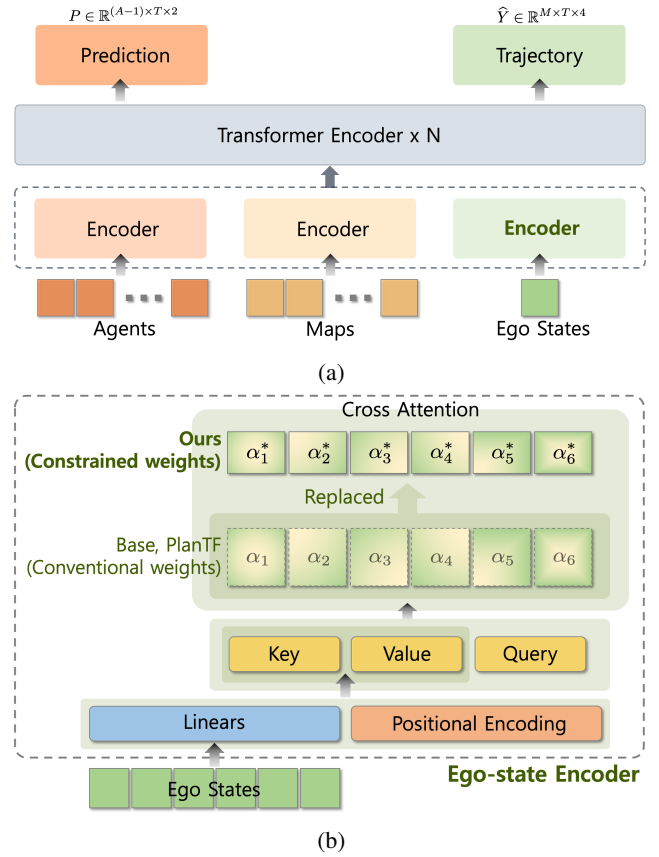 P ∈ ℝ^{(A−1)×T×2}
Ŷ ∈ ℝ^{M×T×4}
Prediction
Trajectory
Transformer Encoder x N
Encoder
Encoder
Encoder
Agents
Maps
Ego States
(a)
Cross Attention
Ours
(Constrained weights)
α₁* α₂* α₃* α₄* α₅* α₆*
Replaced
Base, PlanTF
(Conventional weights)
α₁ α₂ α₃ α₄ α₅ α₆
Key
Value
Query
Linears
Positional Encoding
Ego-state Encoder
Ego States
(b)